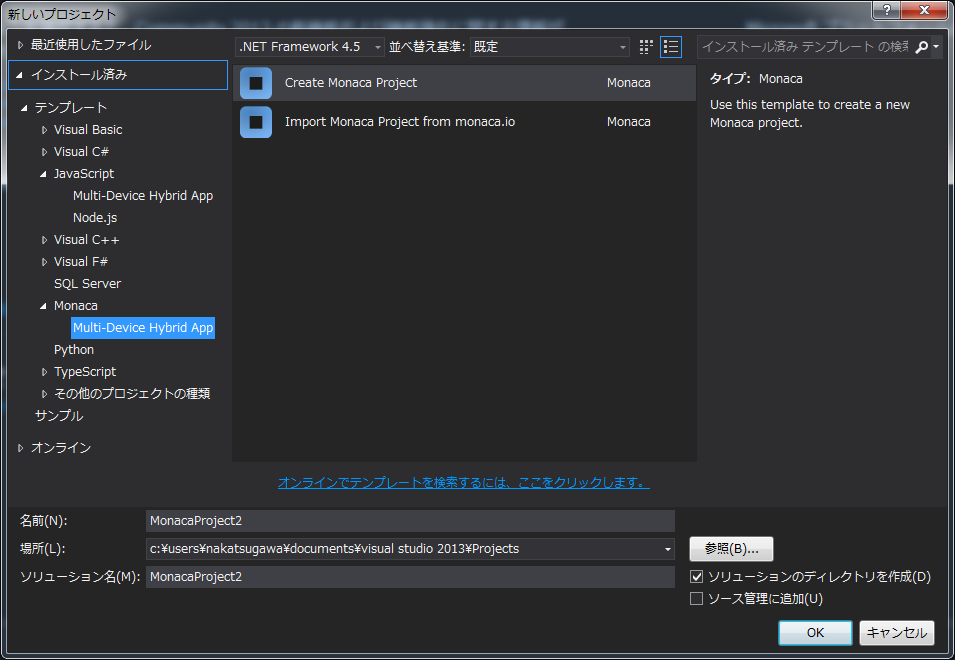 新しいプロジェクト
最近使用したファイル
.NET Framework 4.5 並べ替え基準: 既定
インストール済み テンプレート の検索
インストール済み
テンプレート
Visual Basic
Visual C#
JavaScript
Multi-Device Hybrid App
Node.js
Visual C++
Visual F#
SQL Server
Monaca
Multi-Device Hybrid App
Python
TypeScript
その他のプロジェクトの種類
サンプル
オンライン
Create Monaca Project Monaca
Import Monaca Project from monaca.io Monaca
タイプ: Monaca
Use this template to create a new
Monaca project.
オンラインでテンプレートを検索するには、ここをクリックします。
名前(N): MonacaProject2
場所(L): c:¥users¥nakatsugawa¥documents¥visual studio 2013¥Projects 参照(B)...
ソリューション名(M): MonacaProject2
ソリューションのディレクトリを作成(D)
ソース管理に追加(U)
OK キャンセル